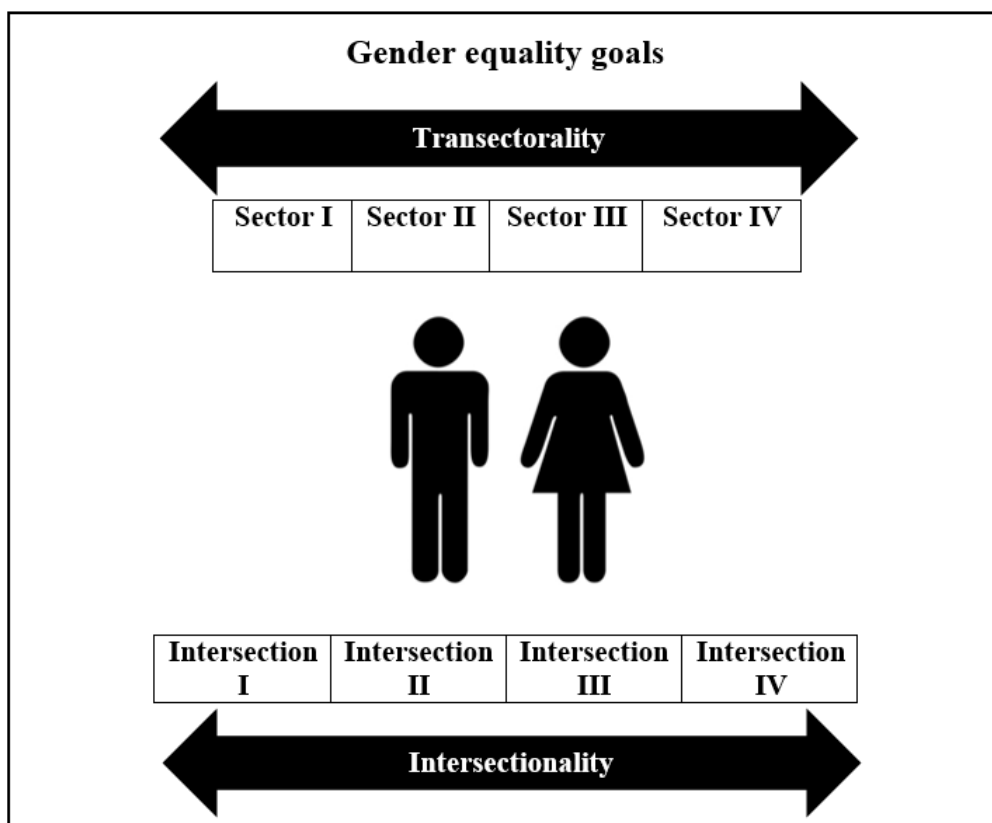 Gender equality goals
Transectorality
Sector I Sector II Sector III Sector IV
Intersection Intersection Intersection Intersection
I II III IV
Intersectionality